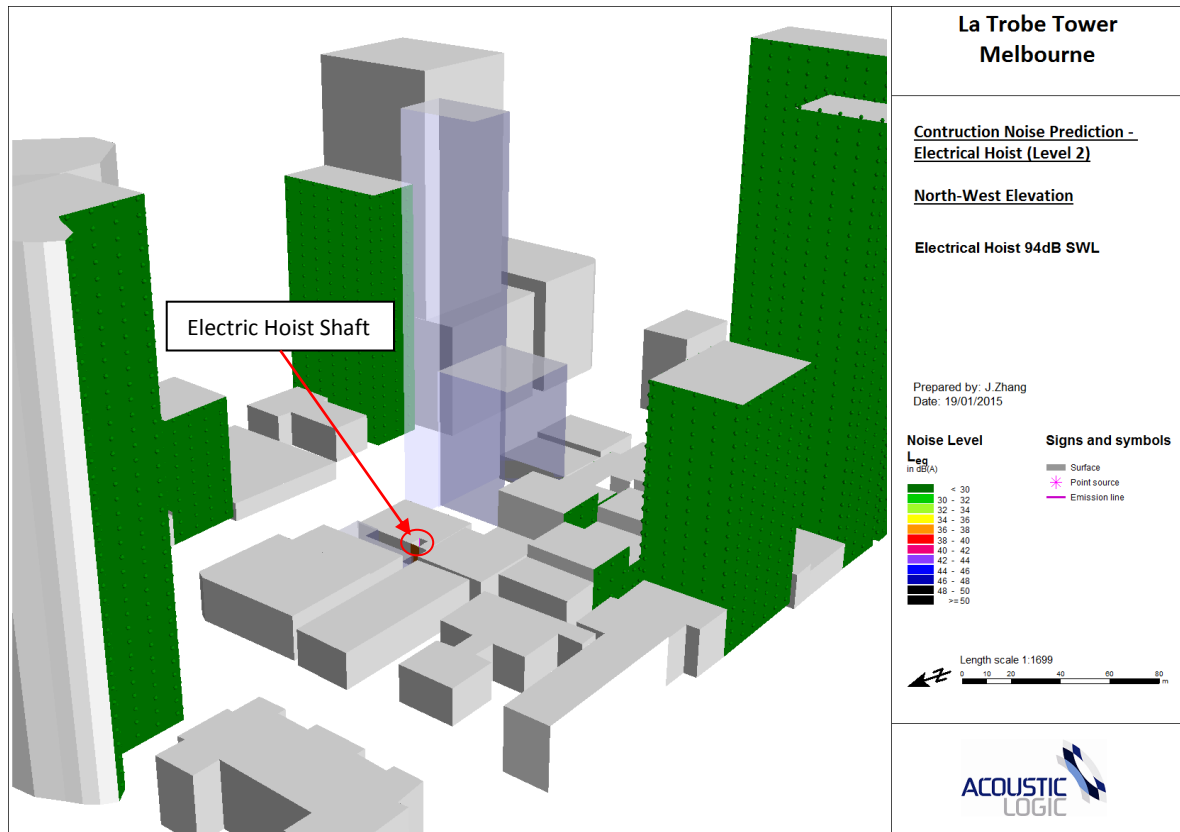 La Trobe Tower
Melbourne
Contruction Noise Prediction -
Electrical Hoist (Level 2)
North-West Elevation
Electrical Hoist 94dB SWL
Electric Hoist Shaft
Prepared by: J.Zhang
Date: 19/01/2015
Noise Level
Leq
in dB(A)
< 30
30 - 32
32 - 34
34 - 36
36 - 38
38 - 40
40 - 42
42 - 44
44 - 46
46 - 48
48 - 50
>= 50
Signs and symbols
Surface
Point source
Emission line
Length scale 1:1699
0 10 20 40 60 80
m
N
ACOUSTIC
LOGIC